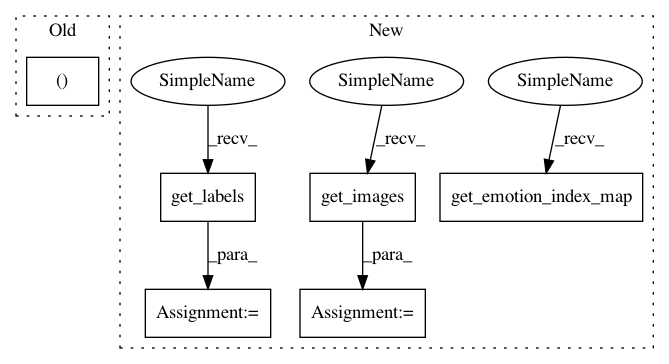 Old
New
()
SimpleName
SimpleName
SimpleName
_recv_
_recv_
_recv_
get_labels
get_images
get_emotion_index_map
_para_
_para_
Assignment:=
Assignment:=